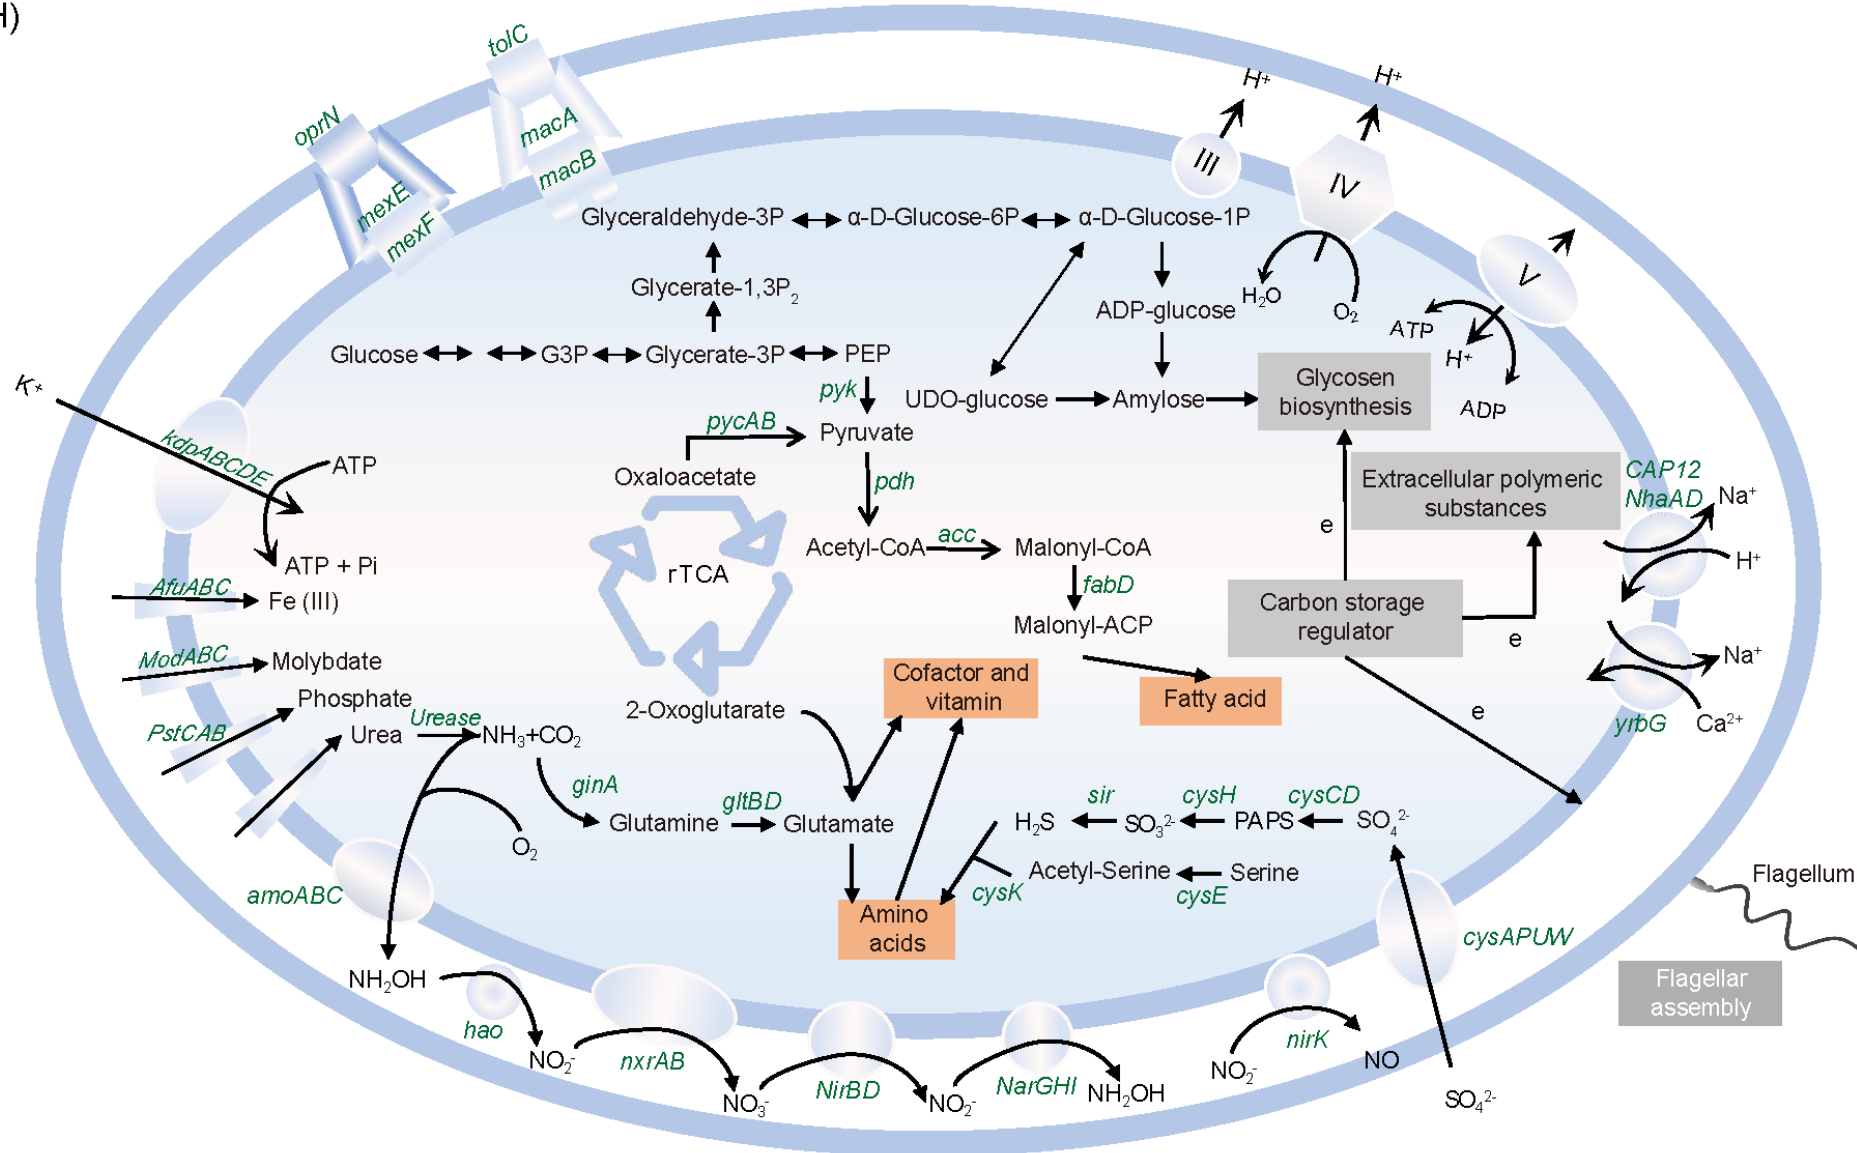 H)
tolC
oprN
macA
macB
mexE
mexF
H⁺
H⁺
III
IV
V
Glyceraldehyde-3P
α-D-Glucose-6P
α-D-Glucose-1P
Glycerate-1,3P₂
ADP-glucose
H₂O
O₂
ATP
H⁺
ADP
Glucose
G3P
Glycerate-3P
PEP
pyk
UDO-glucose
Amylose
Glycosen
biosynthesis
K⁺
kdpABCDE
ATP
ATP + Pi
pycAB
Pyruvate
Oxaloacetate
pdh
Extracellular polymeric
substances
CAP12
NhaAD
Na⁺
H⁺
e
Acetyl-CoA
acc
Malonyl-CoA
rTCA
fabD
Malonyl-ACP
Carbon storage
regulator
e
AfuABC
Fe (III)
ModABC
Molybdate
Phosphate
PstCAB
Urea
Urease
NH₃+CO₂
2-Oxoglutarate
Cofactor and
vitamin
Fatty acid
e
Na⁺
yrbG
Ca²⁺
ginA
Glutamine
gltBD
Glutamate
O₂
H₂S
sir
SO₃²⁻
cysH
PAPS
cysCD
SO₄²⁻
Acetyl-Serine
cysE
Serine
cysK
Amino
acids
amoABC
NH₂OH
hao
NO₂⁻
nxrAB
NO₃⁻
NirBD
NO₂⁻
NarGHI
NH₂OH
NO₂⁻
nirK
NO
SO₄²⁻
cysAPUW
Flagellum
Flagellar
assembly